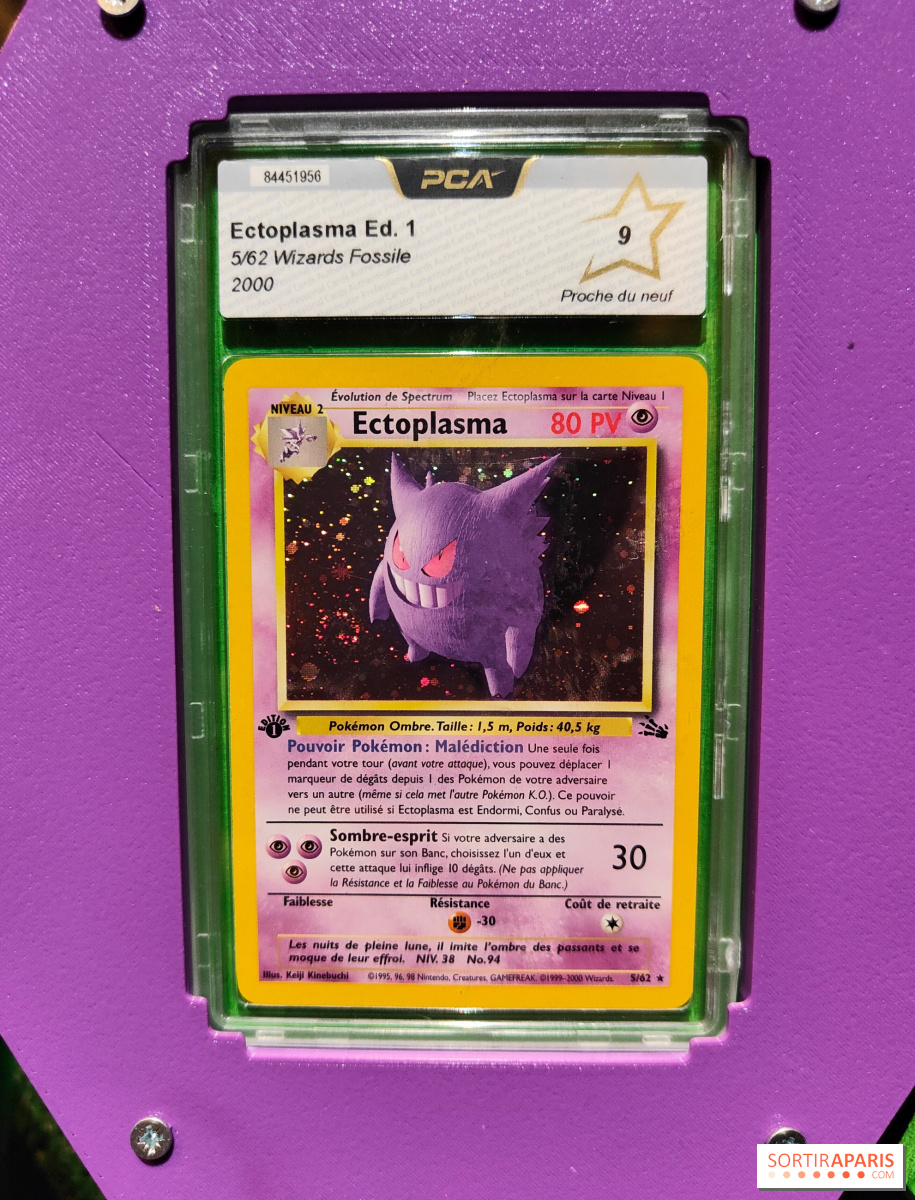 84451956
PCA
Ectoplasma Ed. 1
5/62 Wizards Fossile
2000
9
Proche du neuf
Évolution de Spectrum Placez Ectoplasma sur la carte Niveau 1
NIVEAU 2
Ectoplasma 80 PV
EDITION 1
Pokémon Ombre. Taille: 1,5 m, Poids: 40,5 kg
Pouvoir Pokémon: Malédiction Une seule fois
pendant votre tour (avant votre attaque), vous pouvez déplacer 1
marqueur de dégâts depuis 1 des Pokémon de votre adversaire
vers un autre (même si cela met l'autre Pokémon K.O.). Ce pouvoir
ne peut être utilisé si Ectoplasma est Endormi, Confus ou Paralysé.
Sombre-esprit Si votre adversaire a des
Pokémon sur son Banc, choisissez l'un d'eux et
cette attaque lui inflige 10 dégâts. (Ne pas appliquer
la Résistance et la Faiblesse au Pokémon du Banc.)
30
Faiblesse Résistance Coût de retraite
-30
Les nuits de pleine lune, il imite l'ombre des passants et se
moque de leur effroi. NIV. 38 No.94
Illus. Keiji Kinebuchi ©1995, 96, 98 Nintendo, Creatures, GAMEFREAK. ©1999-2000 Wizards. 5/62
SORTIRAPARIS
.COM